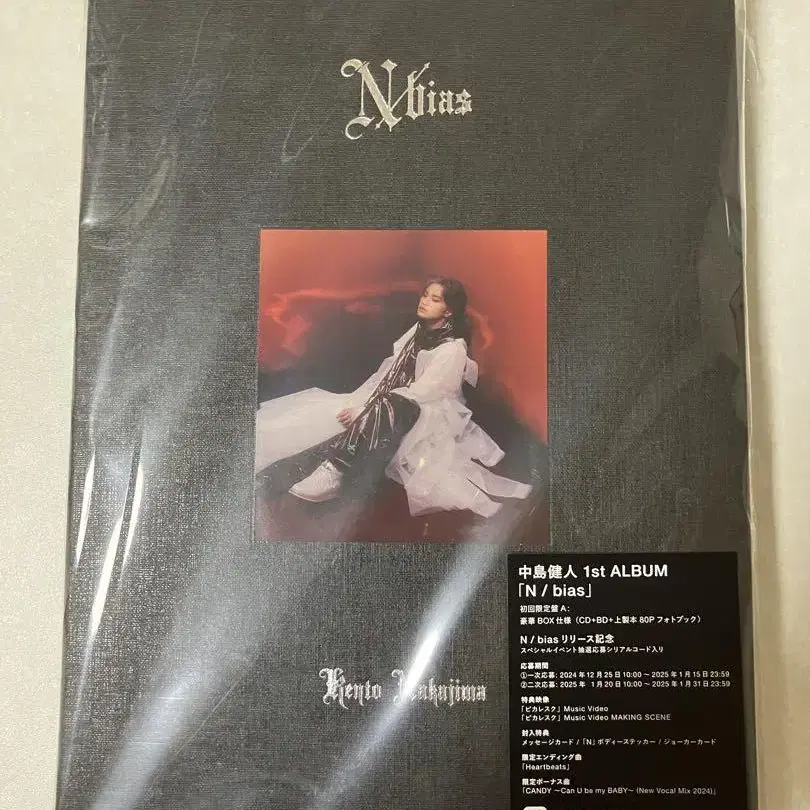 N/bias
Kento Nakajima
中島健人 1st ALBUM
「N / bias」
初回限定盤 A:
豪華 BOX 仕様（CD+BD+上製本 80P フォトブック）
N / bias リリース記念
スペシャルイベント抽選応募シリアルコード入り
応募期間
①一次応募: 2024 年 12 月 25 日 10:00 ～ 2025 年 1 月 15 日 23:59
②二次応募: 2025 年 1 月 20 日 10:00 ～ 2025 年 1 月 31 日 23:59
特典映像
「ピカレスク」Music Video
「ピカレスク」Music Video MAKING SCENE
封入特典
メッセージカード /「N」ボディーステッカー / ジョーカーカード
限定エンディング曲
「Heartbeats」
限定ボーナス曲
「CANDY ～Can U be my BABY～ (New Vocal Mix 2024)」